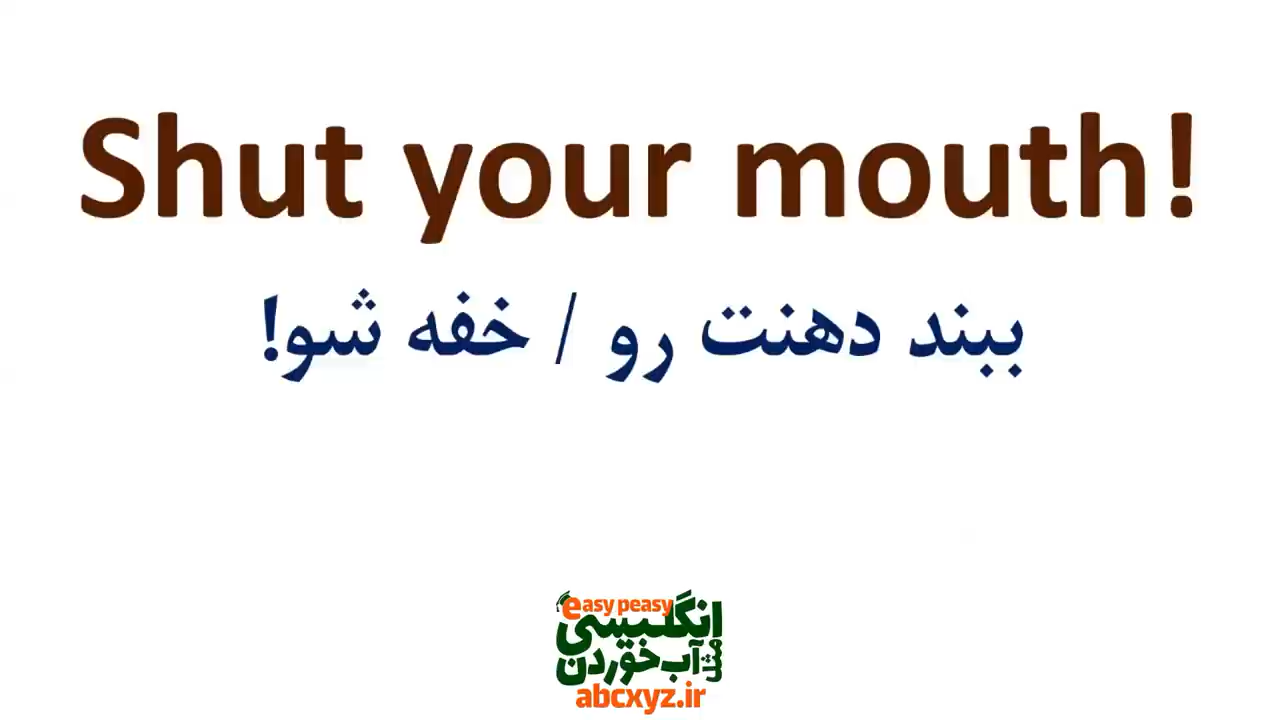 Shut your mouth!
ببند دهنت رو / خفه شو!
easy peasy
انگلیسی
مثل آب خوردن
abcxyz.ir